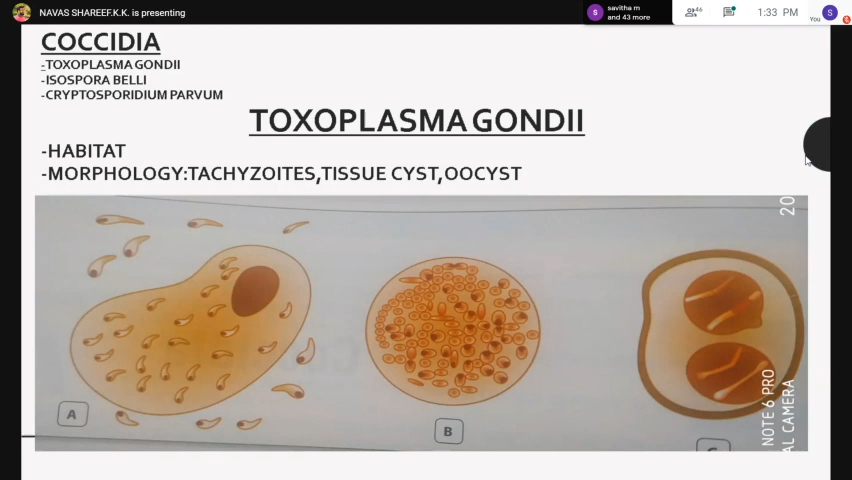 NAVAS SHAREEF.K.K. is presenting
S
savitha m
and 43 more
46
1:33 PM
You
S
COCCIDIA
-TOXOPLASMA GONDII
-ISOSPORA BELLI
-CRYPTOSPORIDIUM PARVUM
TOXOPLASMA GONDII
-HABITAT
-MORPHOLOGY:TACHYZOITES,TISSUE CYST,OOCYST
20
A
B
NOTE 6 PRO
AL CAMERA